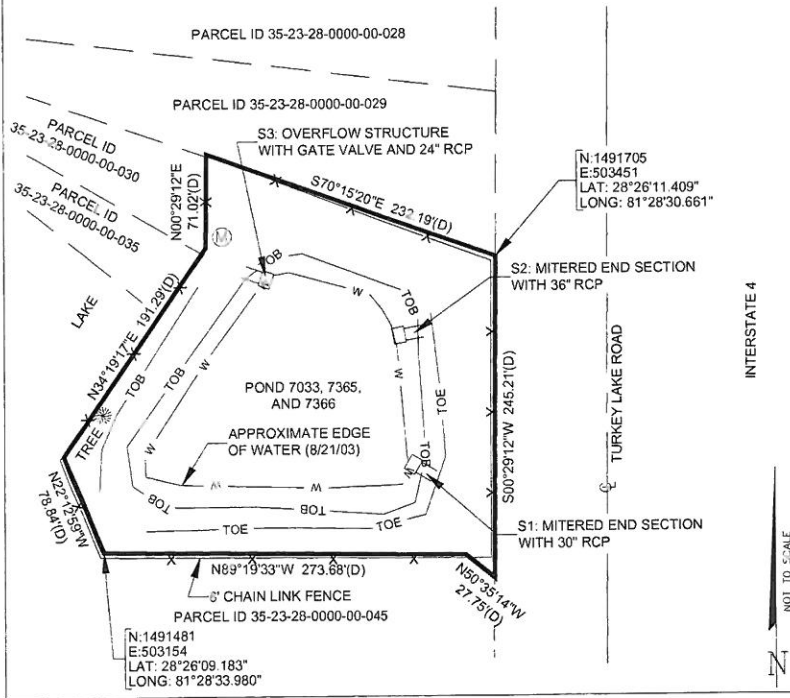 PARCEL ID 35-23-28-0000-00-028
PARCEL ID 35-23-28-0000-00-029
PARCEL ID
35-23-28-0000-00-030
PARCEL ID
35-23-28-0000-00-035
S3: OVERFLOW STRUCTURE
WITH GATE VALVE AND 24" RCP
N:1491705
E:503451
LAT: 28°26'11.409"
LONG: 81°28'30.661"
N00°29'12"E
71.02'(D)
S70°15'20"E 232.19'(D)
M
S2: MITERED END SECTION
WITH 36" RCP
TOB
TOB
W
W
LAKE
N34°19'17"E 191.29'(D)
TOB
TOB
W
W
TOE
POND 7033, 7365,
AND 7366
APPROXIMATE EDGE
OF WATER (8/21/03)
S00°29'12"W 245.21'(D)
TURKEY LAKE ROAD
INTERSTATE 4
TREE
W
W
W
W
TOB
TOB
TOB
TOE
TOE
N22°12'59"W
78.84'(D)
S1: MITERED END SECTION
WITH 30" RCP
N89°19'33"W 273.68'(D)
N50°35'14"W
27.75'(D)
6' CHAIN LINK FENCE
PARCEL ID 35-23-28-0000-00-045
N:1491481
E:503154
LAT: 28°26'09.183"
LONG: 81°28'33.980"
NOT TO SCALE
N